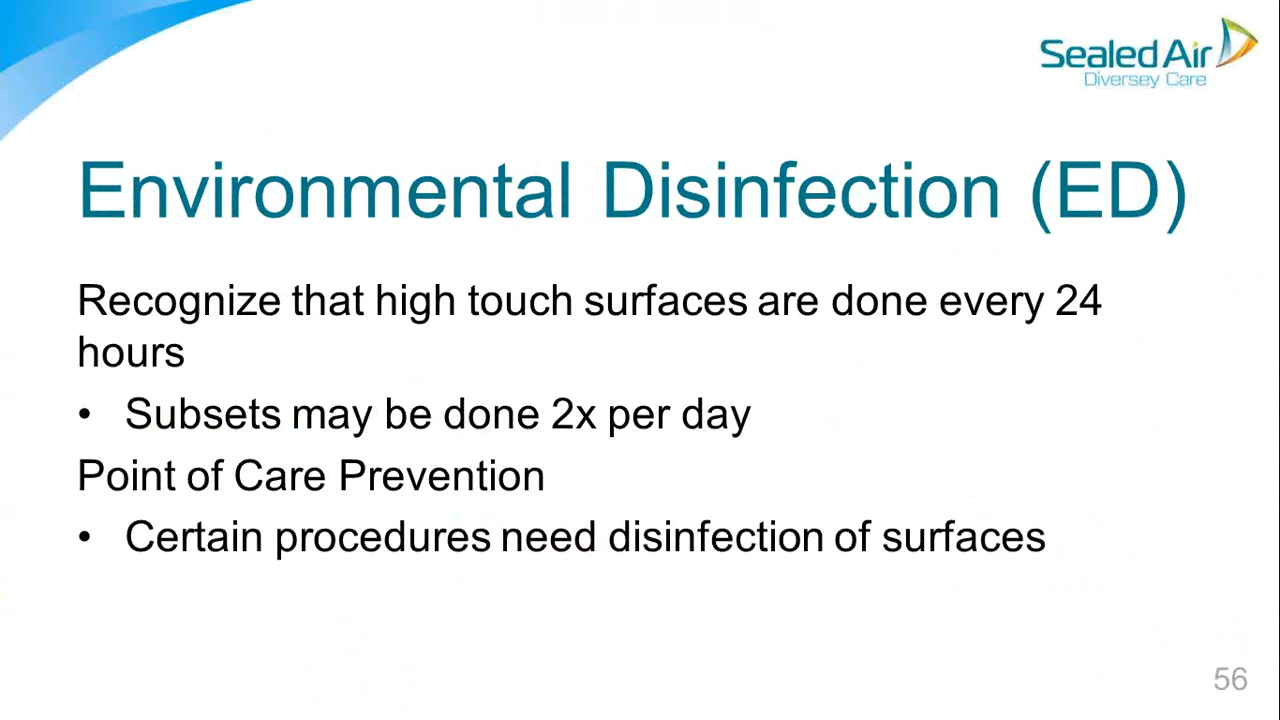 Sealed Air
Diversey Care
Environmental Disinfection (ED)
Recognize that high touch surfaces are done every 24
hours
• Subsets may be done 2x per day
Point of Care Prevention
• Certain procedures need disinfection of surfaces
56